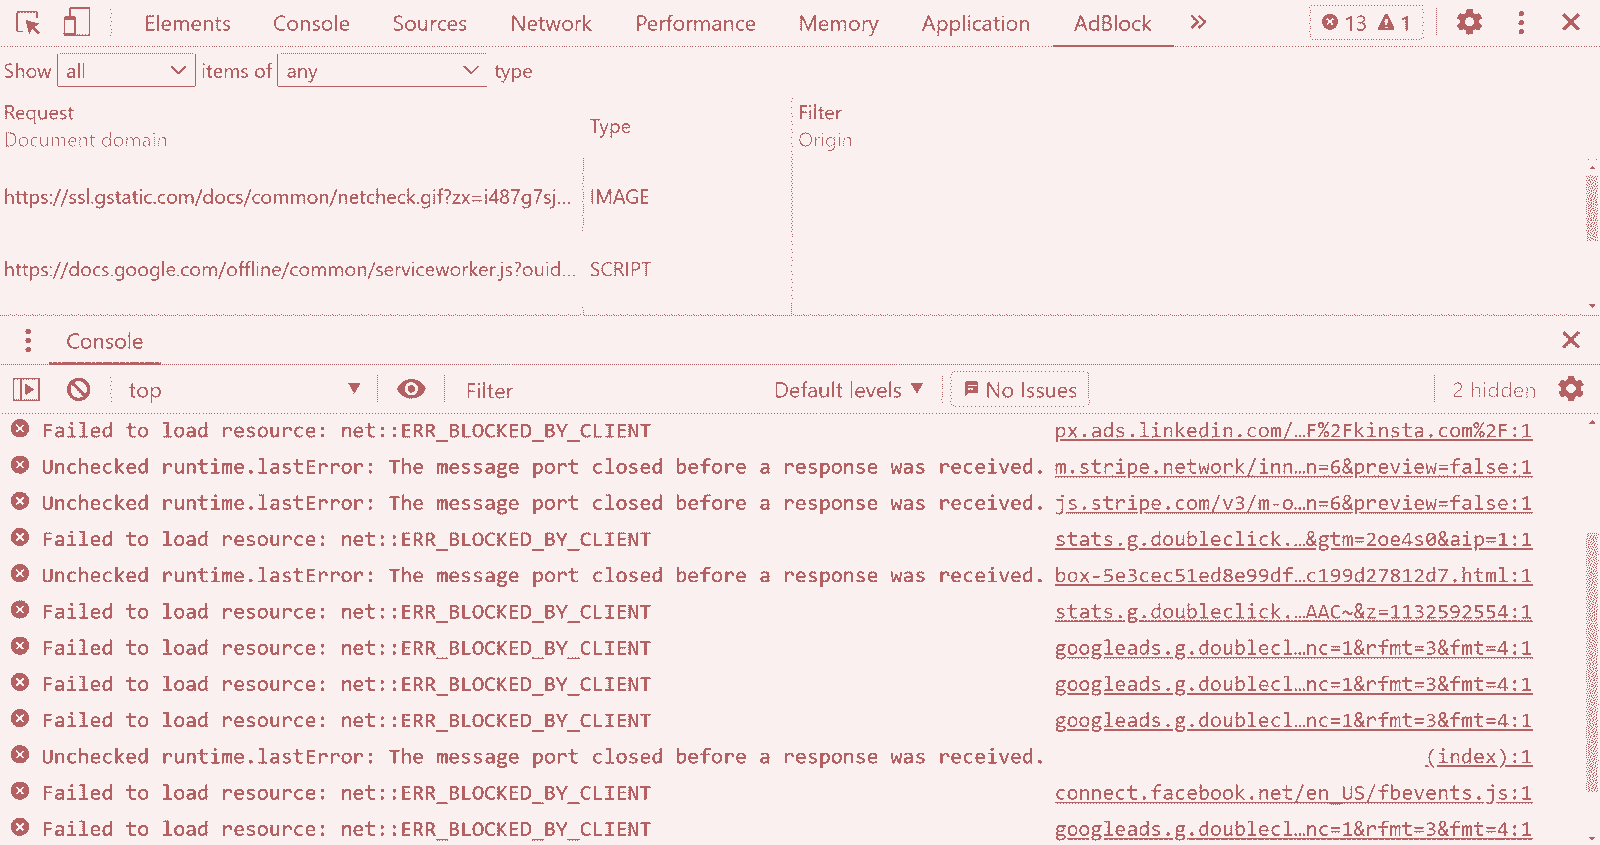 Elements Console Sources Network Performance Memory Application AdBlock » 13 1
Show all items of any type
Request
Document domain
Type
Filter
Origin
https://ssl.gstatic.com/docs/common/netcheck.gif?zx=i487g7sj... IMAGE
https://docs.google.com/offline/common/serviceworker.js?ouid... SCRIPT
Console
top Filter Default levels No Issues 2 hidden
Failed to load resource: net::ERR_BLOCKED_BY_CLIENT px.ads.linkedin.com/…F%2Fkinsta.com%2F:1
Unchecked runtime.lastError: The message port closed before a response was received. m.stripe.network/inn…n=6&preview=false:1
Unchecked runtime.lastError: The message port closed before a response was received. js.stripe.com/v3/m-o…n=6&preview=false:1
Failed to load resource: net::ERR_BLOCKED_BY_CLIENT stats.g.doubleclick.…&gtm=2oe4s0&aip=1:1
Unchecked runtime.lastError: The message port closed before a response was received. box-5e3cec51ed8e99df…c199d27812d7.html:1
Failed to load resource: net::ERR_BLOCKED_BY_CLIENT stats.g.doubleclick.…AAC~&z=1132592554:1
Failed to load resource: net::ERR_BLOCKED_BY_CLIENT googleads.g.doublecl…nc=1&rfmt=3&fmt=4:1
Failed to load resource: net::ERR_BLOCKED_BY_CLIENT googleads.g.doublecl…nc=1&rfmt=3&fmt=4:1
Failed to load resource: net::ERR_BLOCKED_BY_CLIENT googleads.g.doublecl…nc=1&rfmt=3&fmt=4:1
Unchecked runtime.lastError: The message port closed before a response was received. (index):1
Failed to load resource: net::ERR_BLOCKED_BY_CLIENT connect.facebook.net/en_US/fbevents.js:1
Failed to load resource: net::ERR_BLOCKED_BY_CLIENT googleads.g.doublecl…nc=1&rfmt=3&fmt=4:1